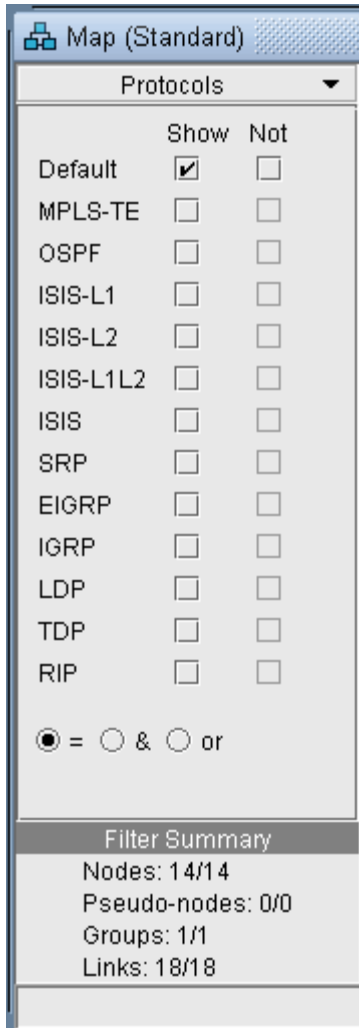 Map (Standard)
Protocols
Show Not
Default
MPLS-TE
OSPF
ISIS-L1
ISIS-L2
ISIS-L1L2
ISIS
SRP
EIGRP
IGRP
LDP
TDP
RIP
= & or
Filter Summary
Nodes: 14/14
Pseudo-nodes: 0/0
Groups: 1/1
Links: 18/18